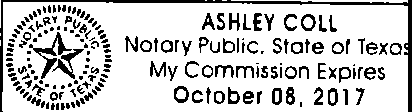 NOTARY PUBLIC
STATE OF TEXAS
ASHLEY COLL
Notary Public, State of Texas
My Commission Expires
October 08, 2017